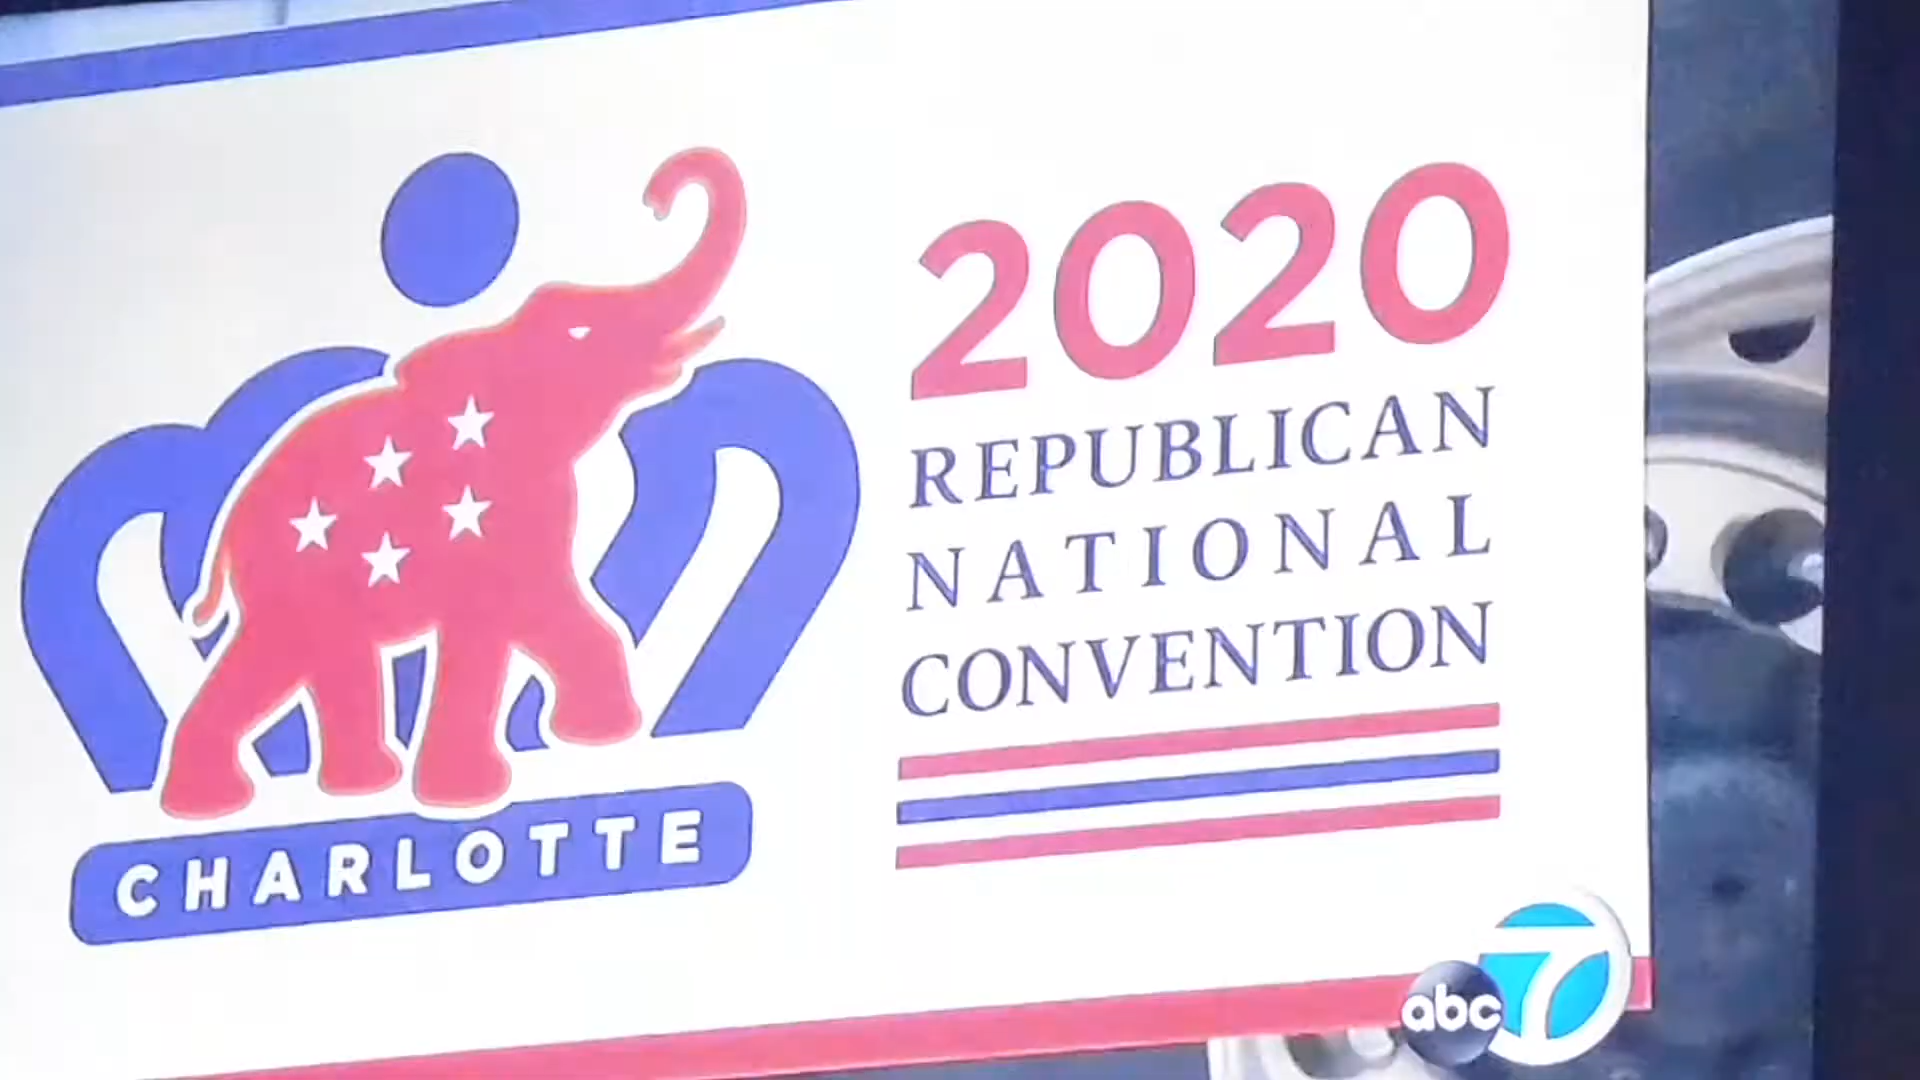 2020
REPUBLICAN
NATIONAL
CONVENTION
CHARLOTTE
abc 7